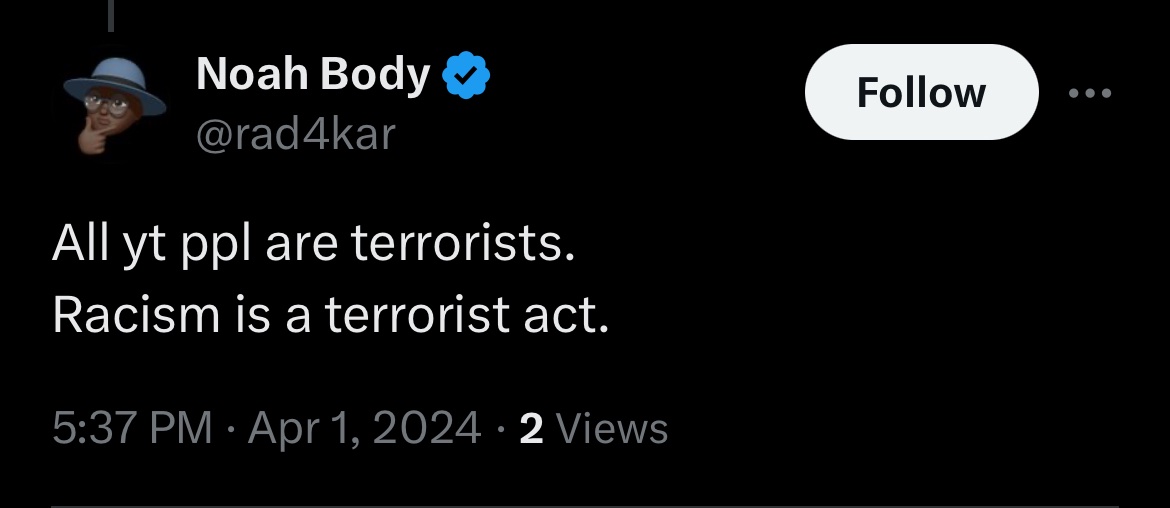 Noah Body
@rad4kar
Follow
All yt ppl are terrorists.
Racism is a terrorist act.
5:37 PM · Apr 1, 2024 · 2 Views